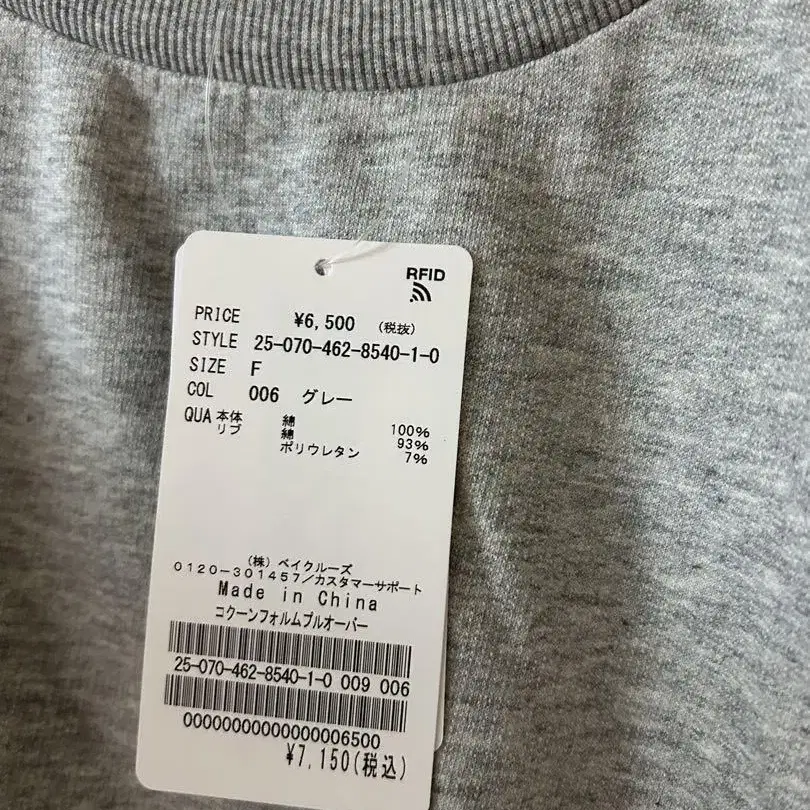 RFID
PRICE ¥6,500 (税抜)
STYLE 25-070-462-8540-1-0
SIZE F
COL 006 グレー
QUA 本体 綿 100%
リブ 綿 93%
ポリウレタン 7%
(株) ベイクルーズ
0120-301457/カスタマーサポート
Made in China
コクーンフォルムプルオーバー
25-070-462-8540-1-0 009 006
00000000000000006500
¥7,150(税込)